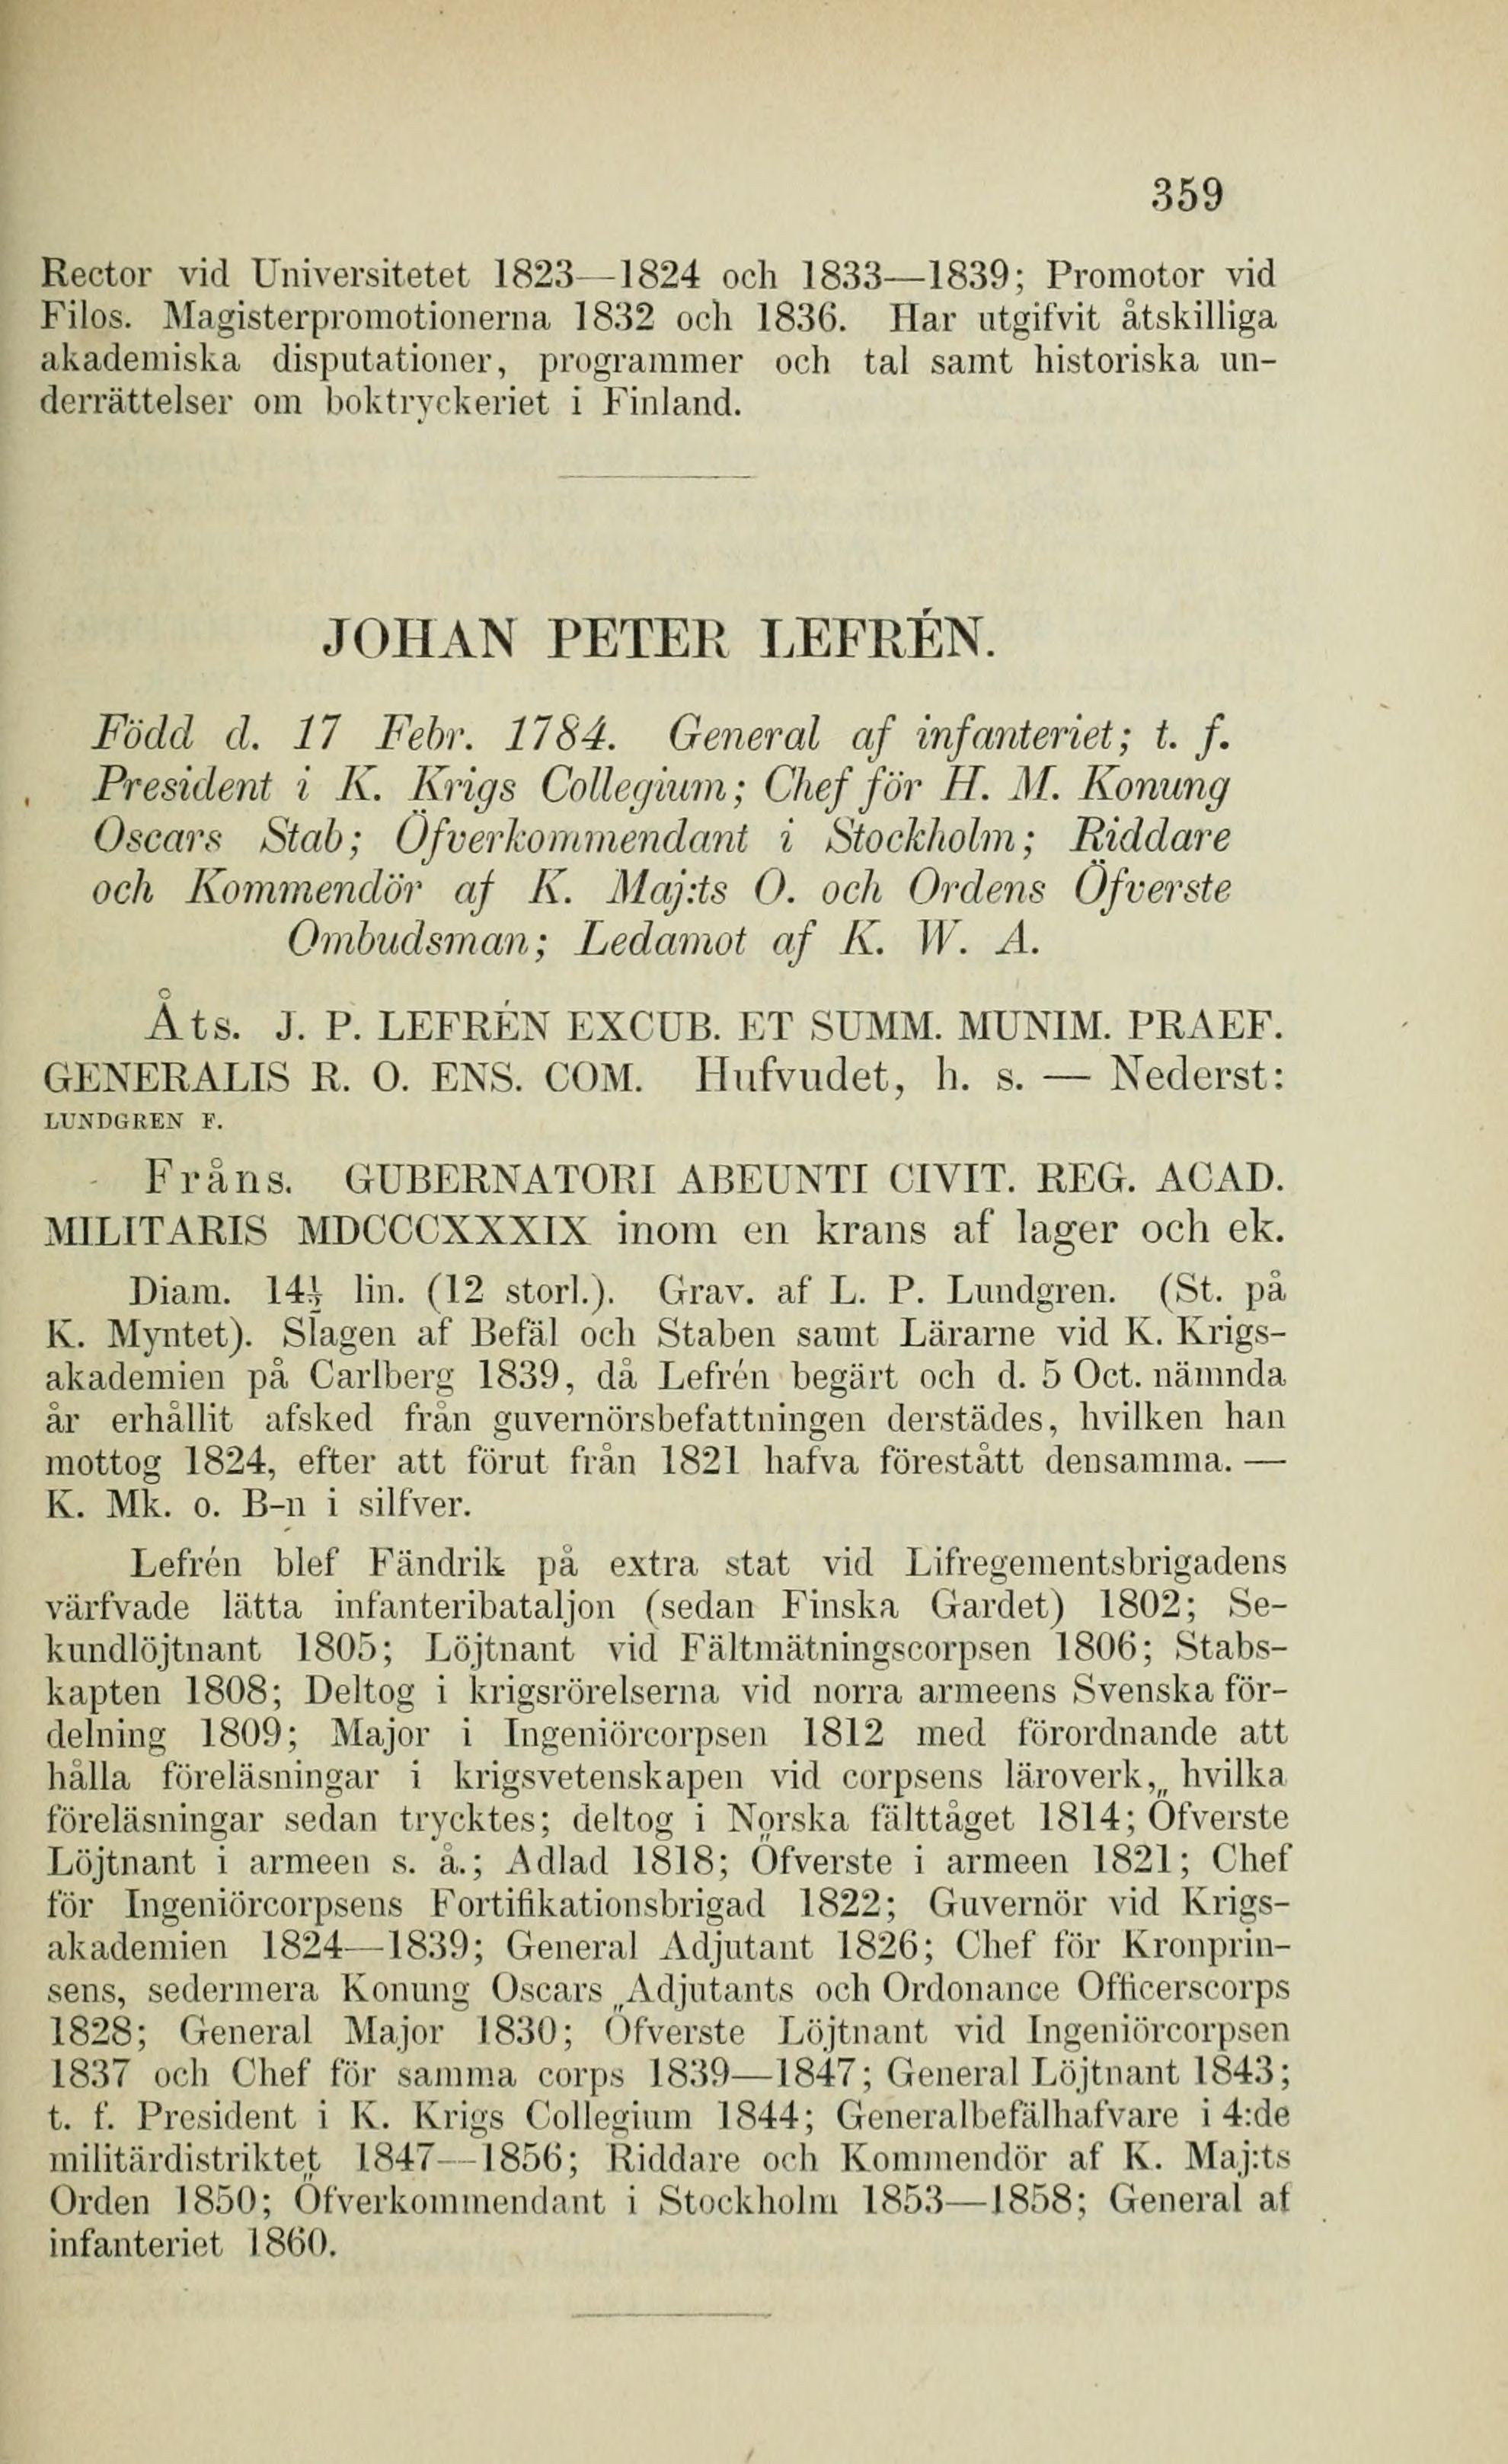 359
Rector vid Universitetet 1823—1824 och 1833—1839; Promotor vid
Filos. Magisterpromotionerna 1832 och 1836. Har utgifvit åtskilliga
akademiska disputationer, programmer och tal samt historiska un-
derrättelser om boktryckeriet i Finland.
JOHAN PETER LEFRÉN.
Född d. 17 Febr. 1784. General af infanteriet; t. f.
President i K. Krigs Collegium; Chef för H. M. Konung
Oscars Stab; Öfverkommendant i Stockholm; Riddare
och Kommendör af K. Maj:ts O. och Ordens Öfverste
Ombudsman; Ledamot af K. W. A.
Åts. J. P. LEFRÉN EXCUB. ET SUMM. MUNIM. PRAEF.
GENERALIS R. O. ENS. COM. Hufvudet, h. s. — Nederst:
LUNDGREN F.
Fråns. GUBERNATORI ABEUNTI CIVIT. REG. ACAD.
MILITARIS MDCCCXXXIX inom en krans af lager och ek.
Diam. 14½ lin. (12 storl.). Grav. af L. P. Lundgren. (St. på
K. Myntet). Slagen af Befäl och Staben samt Lärarne vid K. Krigs-
akademien på Carlberg 1839, då Lefrén begärt och d. 5 Oct. nämnda
år erhållit afsked från guvernörsbefattningen derstädes, hvilken han
mottog 1824, efter att förut från 1821 hafva förestått densamma. —
K. Mk. o. B-n i silfver.
Lefrén blef Fändrik på extra stat vid Lifregementsbrigadens
värfvade lätta infanteribataljon (sedan Finska Gardet) 1802; Se-
kundlöjtnant 1805; Löjtnant vid Fältmätningscorpsen 1806; Stabs-
kapten 1808; Deltog i krigsrörelserna vid norra armeens Svenska för-
delning 1809; Major i Ingeniörcorpsen 1812 med förordnande att
hålla föreläsningar i krigsvetenskapen vid corpsens läroverk, hvilka
föreläsningar sedan trycktes; deltog i Norska fälttåget 1814; Öfverste
Löjtnant i armeen s. å.; Adlad 1818; Öfverste i armeen 1821; Chef
för Ingeniörcorpsens Fortifikationsbrigad 1822; Guvernör vid Krigs-
akademien 1824—1839; General Adjutant 1826; Chef för Kronprin-
sens, sedermera Konung Oscars Adjutants och Ordonance Officerscorps
1828; General Major 1830; Öfverste Löjtnant vid Ingeniörcorpsen
1837 och Chef för samma corps 1839—1847; General Löjtnant 1843;
t. f. President i K. Krigs Collegium 1844; Generalbefälhafvare i 4:de
militärdistriktet 1847—1856; Riddare och Kommendör af K. Maj:ts
Orden 1850; Öfverkommendant i Stockholm 1853—1858; General af
infanteriet 1860.